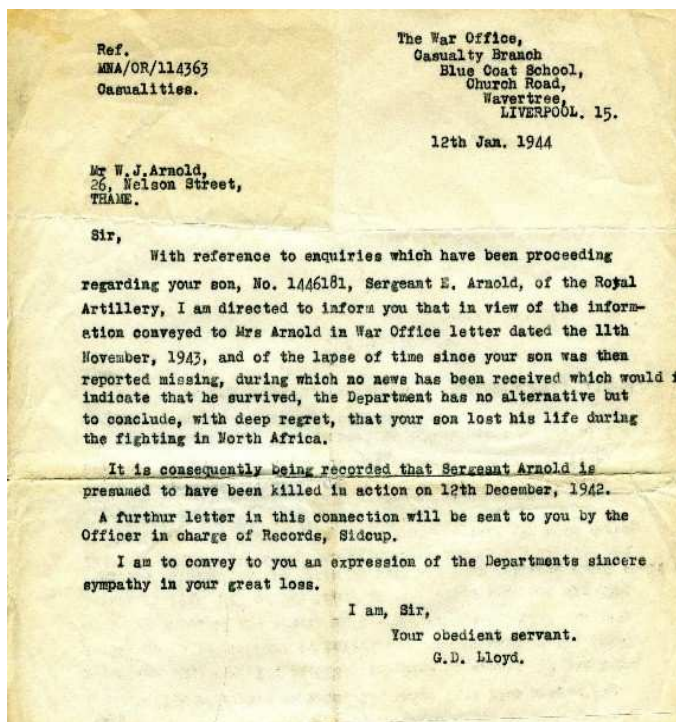 Ref.
MNA/OR/114363
Casualities.
The War Office,
Casualty Branch
Blue Coat School,
Church Road,
Wavertree,
LIVERPOOL. 15.
12th Jan. 1944
Mr W.J.Arnold,
26, Nelson Street,
THAME.
Sir,
With reference to enquiries which have been proceeding
regarding your son, No. 1446181, Sergeant E. Arnold, of the Royal
Artillery, I am directed to inform you that in view of the inform-
ation conveyed to Mrs Arnold in War Office letter dated the 11th
November, 1943, and of the lapse of time since your son was then
reported missing, during which no news has been received which would i
indicate that he survived, the Department has no alternative but
to conclude, with deep regret, that your son lost his life during
the fighting in North Africa.
It is consequently being recorded that Sergeant Arnold is
presumed to have been killed in action on 12th December, 1942.
A furthur letter in this connection will be sent to you by the
Officer in charge of Records, Sidcup.
I am to convey to you an expression of the Departments sincere
sympathy in your great loss.
I am, Sir,
Your obedient servant.
G.D. Lloyd.